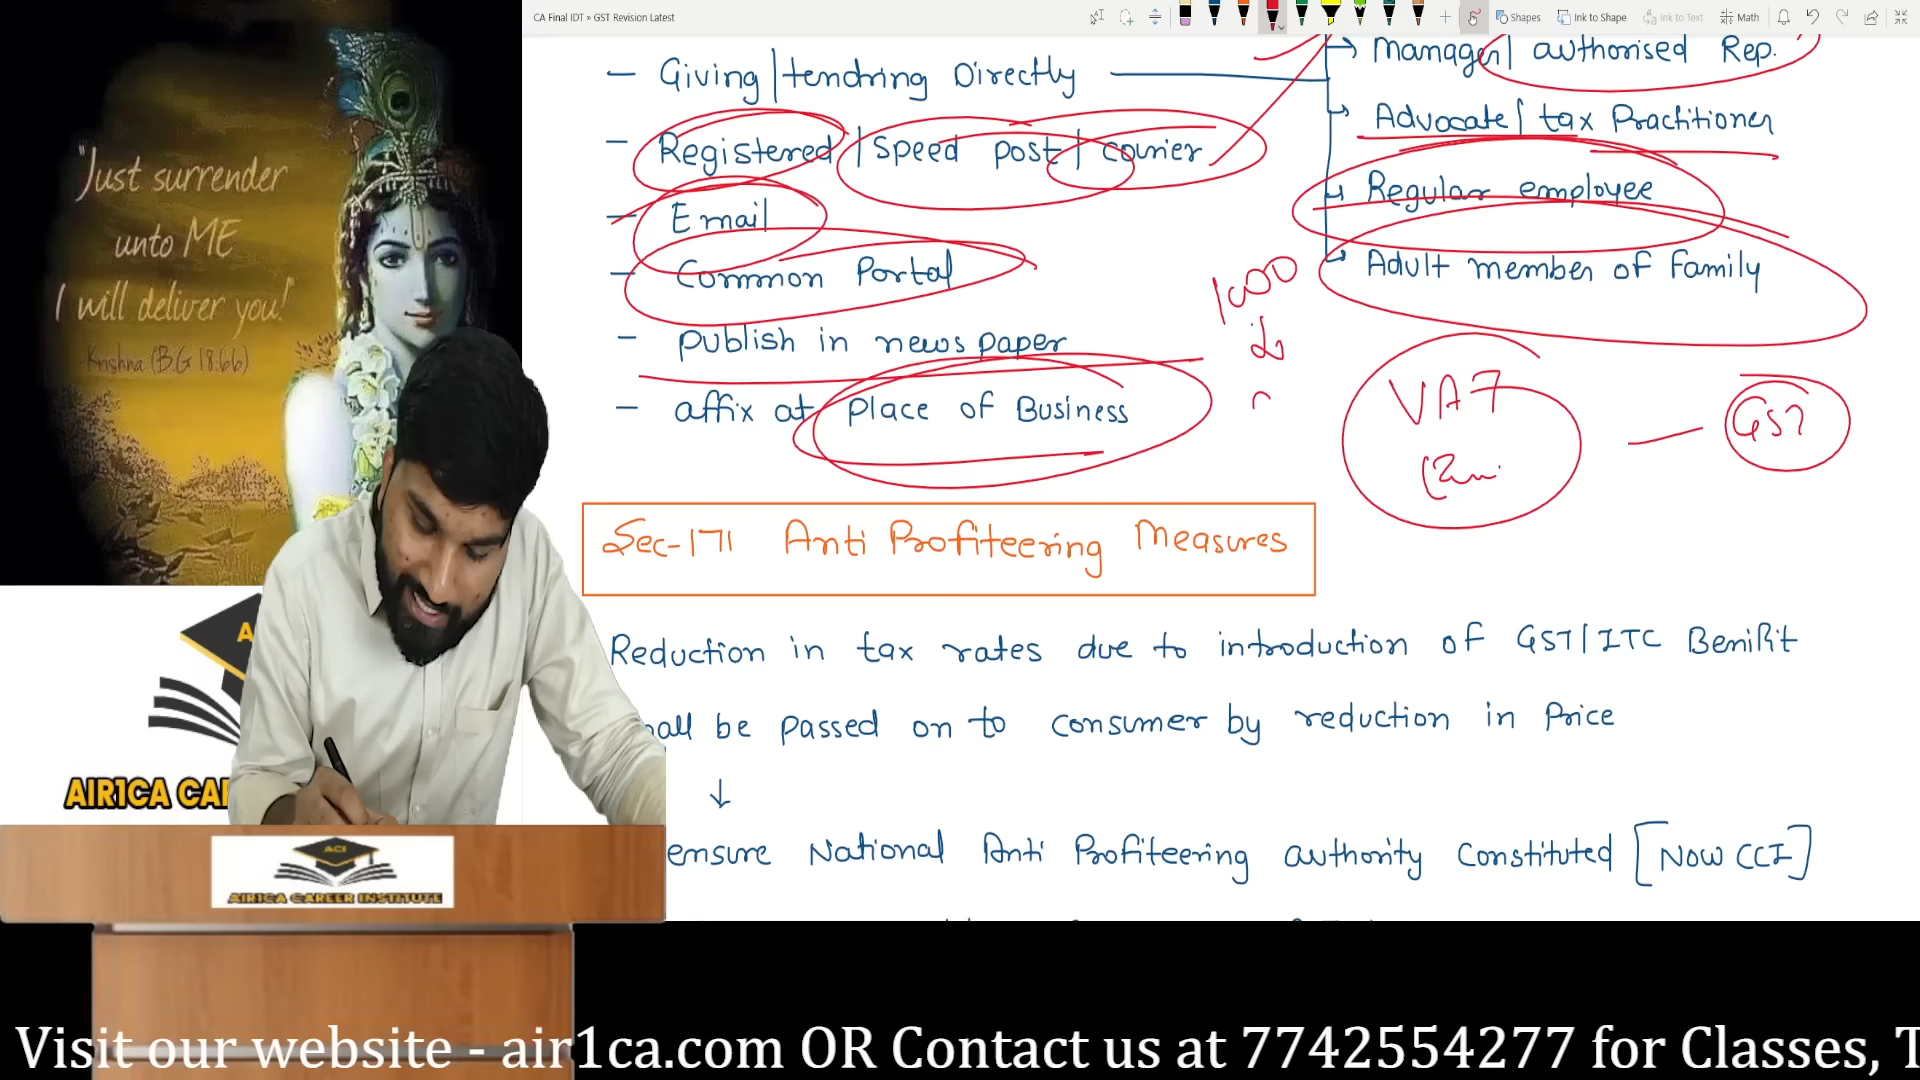 CA Final IDT » GST Revision Latest
Shapes
Ink to Shape
Ink to Text
Math
"Just surrender
unto ME
I will deliver you!"
Krishna (B.G 18.66)
– Giving|tendring Directly
– Registered |Speed post| courier
– Email
– Common Portal
– publish in news paper
– affix at place of Business
→ Manager| authorised Rep.
→ Advocate| tax Practitioner
→ Regular employee
→ Adult member of Family
1000
VAT
GST
Sec-171 Anti Profiteering Measures
Reduction in tax rates due to introduction of GST/ITC Benifit
be passed on to consumer by reduction in Price
↓
ensure National Anti Profiteering authority Constituted [NOW CCI]
AIR1CA CA
ACI
AIR1CA CAREER INSTITUTE
Visit our website - air1ca.com OR Contact us at 7742554277 for Classes, T